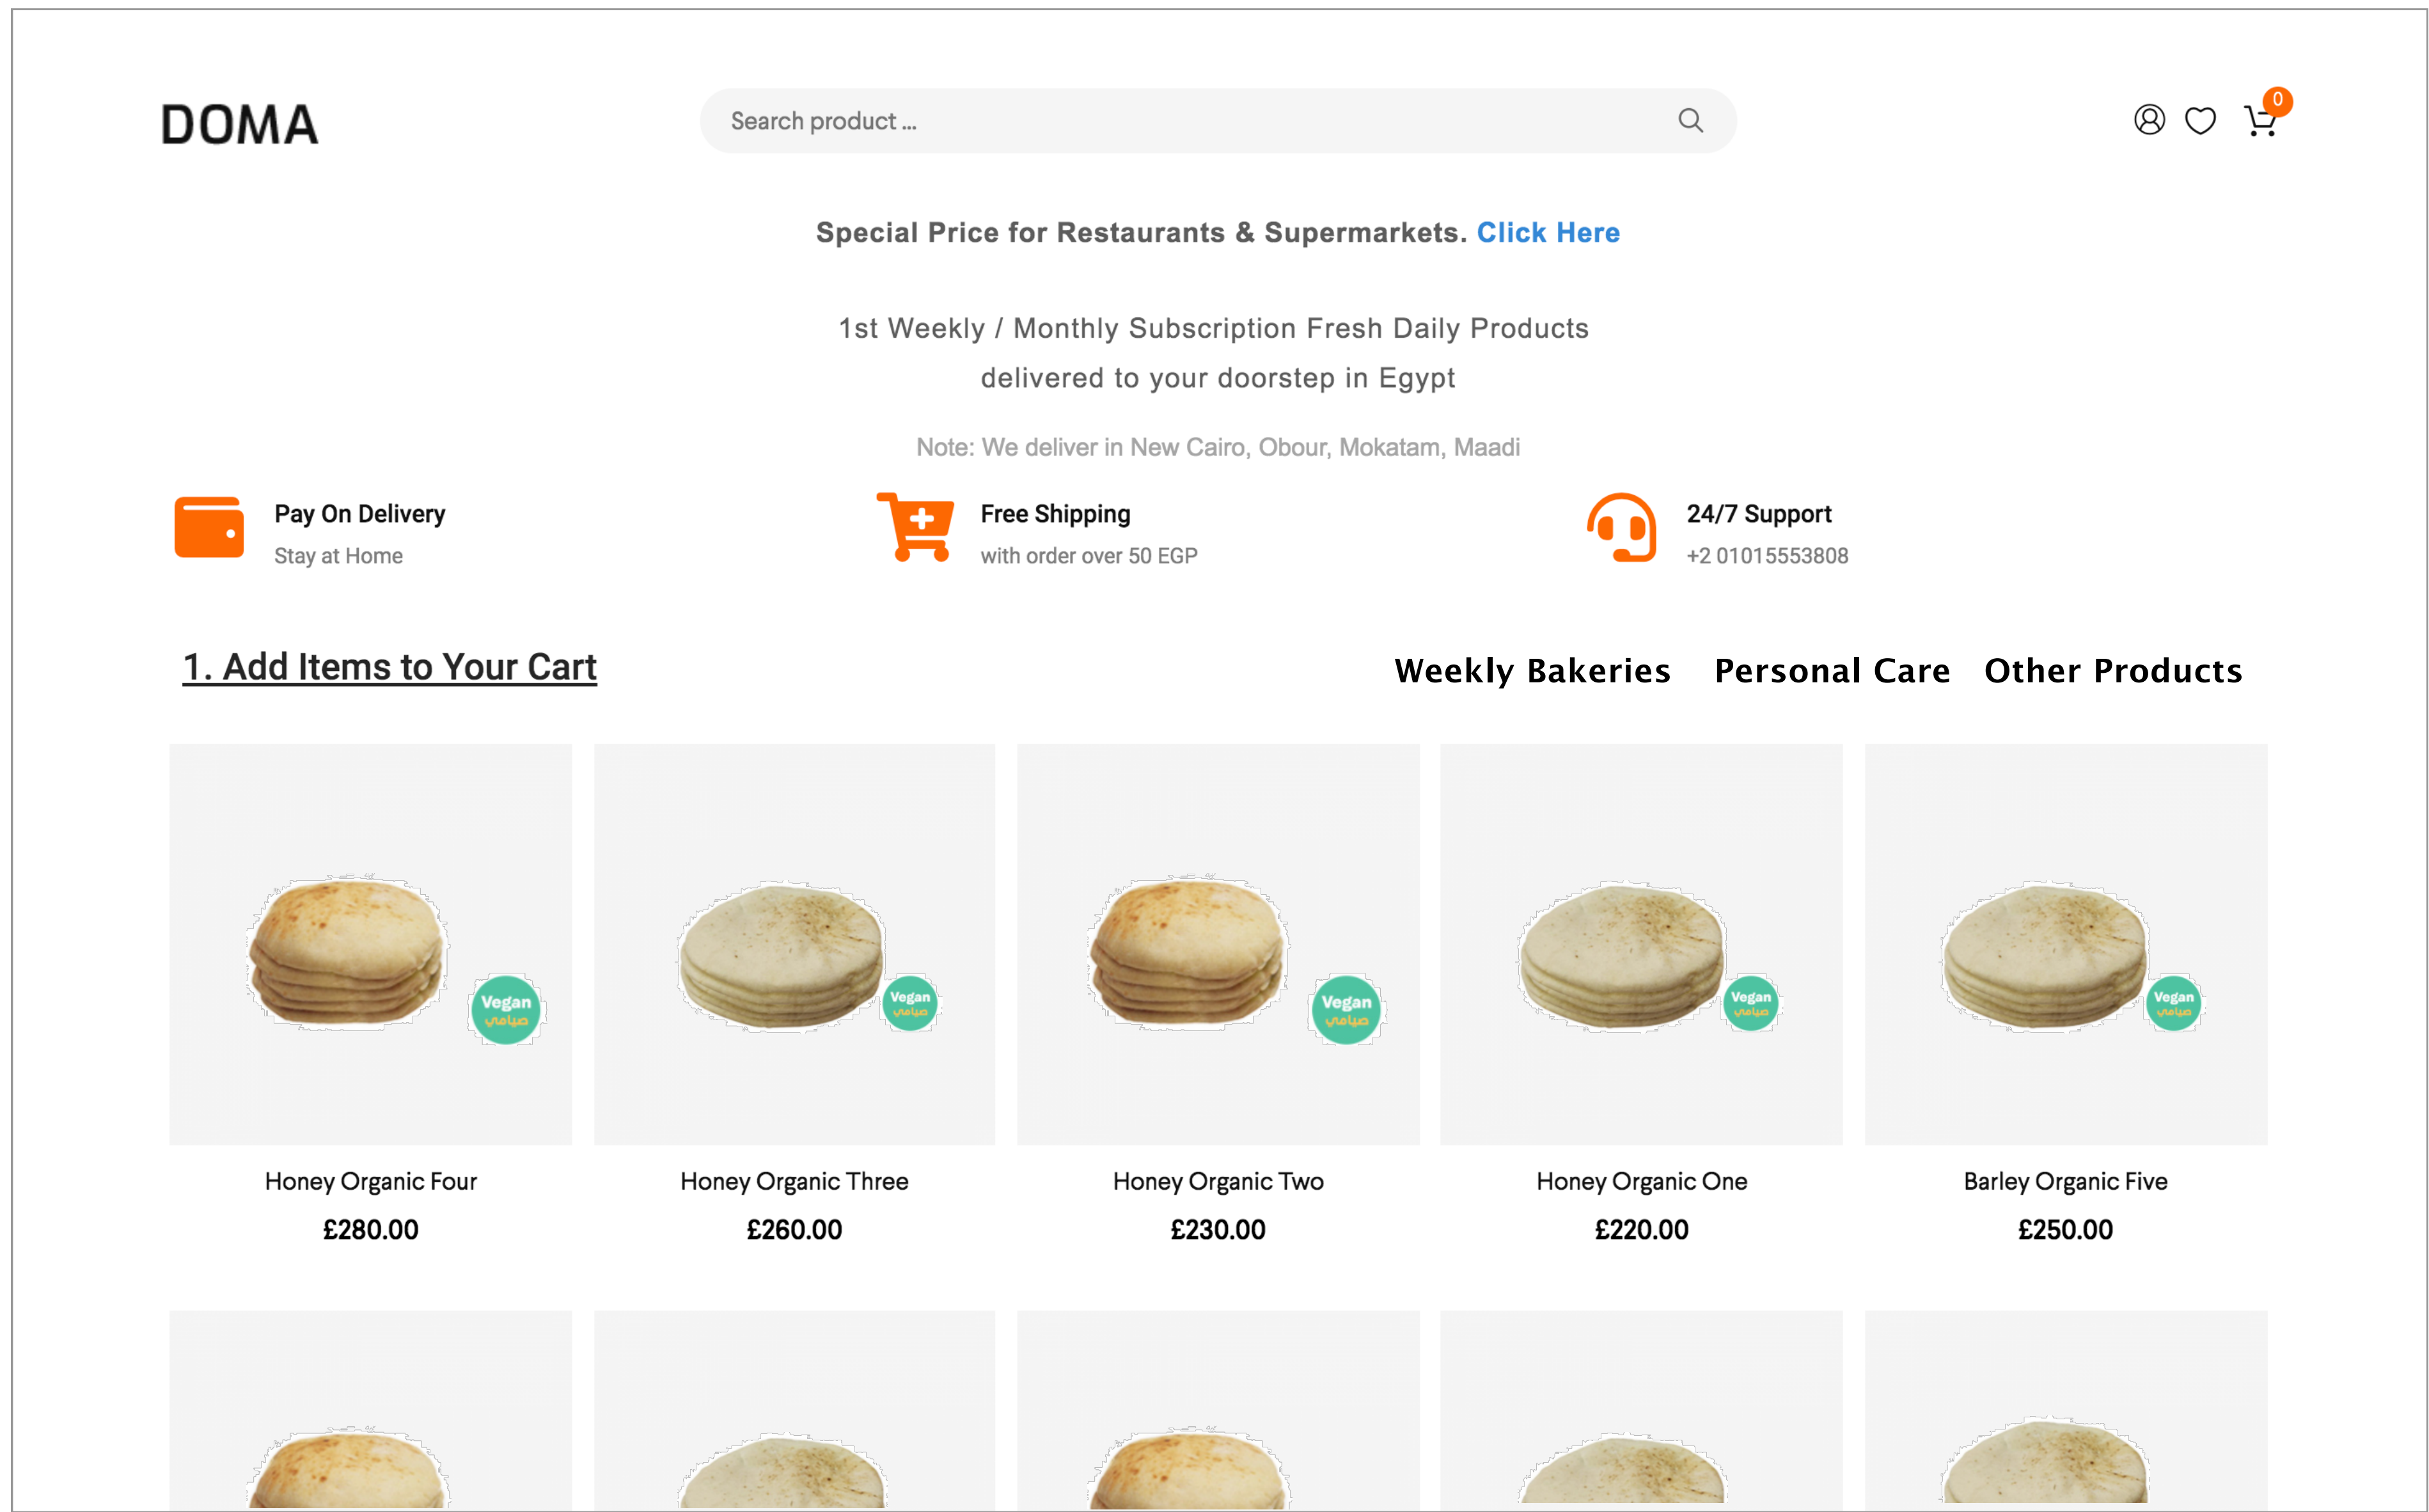 DOMA
Search product ...
0
Special Price for Restaurants & Supermarkets. Click Here
1st Weekly / Monthly Subscription Fresh Daily Products
delivered to your doorstep in Egypt
Note: We deliver in New Cairo, Obour, Mokatam, Maadi
Pay On Delivery
Stay at Home
Free Shipping
with order over 50 EGP
24/7 Support
+2 01015553808
1. Add Items to Your Cart
Weekly Bakeries
Personal Care
Other Products
Vegan
صيامي
Vegan
صيامي
Vegan
صيامي
Vegan
صيامي
Vegan
صيامي
Honey Organic Four
£280.00
Honey Organic Three
£260.00
Honey Organic Two
£230.00
Honey Organic One
£220.00
Barley Organic Five
£250.00